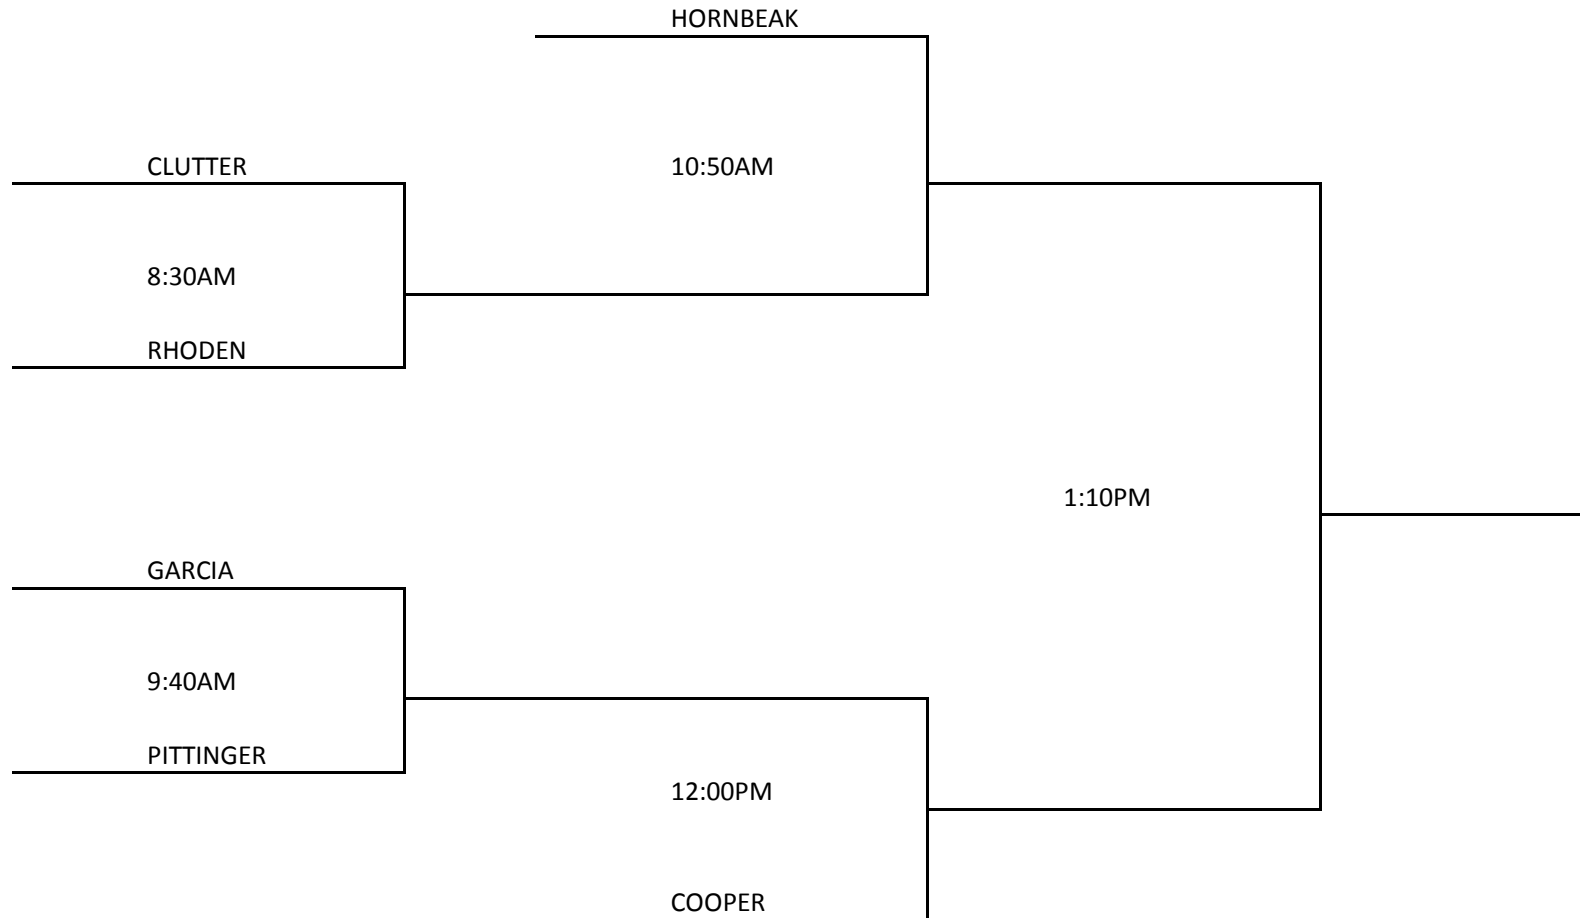 HORNBEAK
CLUTTER
10:50AM
8:30AM
RHODEN
1:10PM
GARCIA
9:40AM
PITTINGER
12:00PM
COOPER